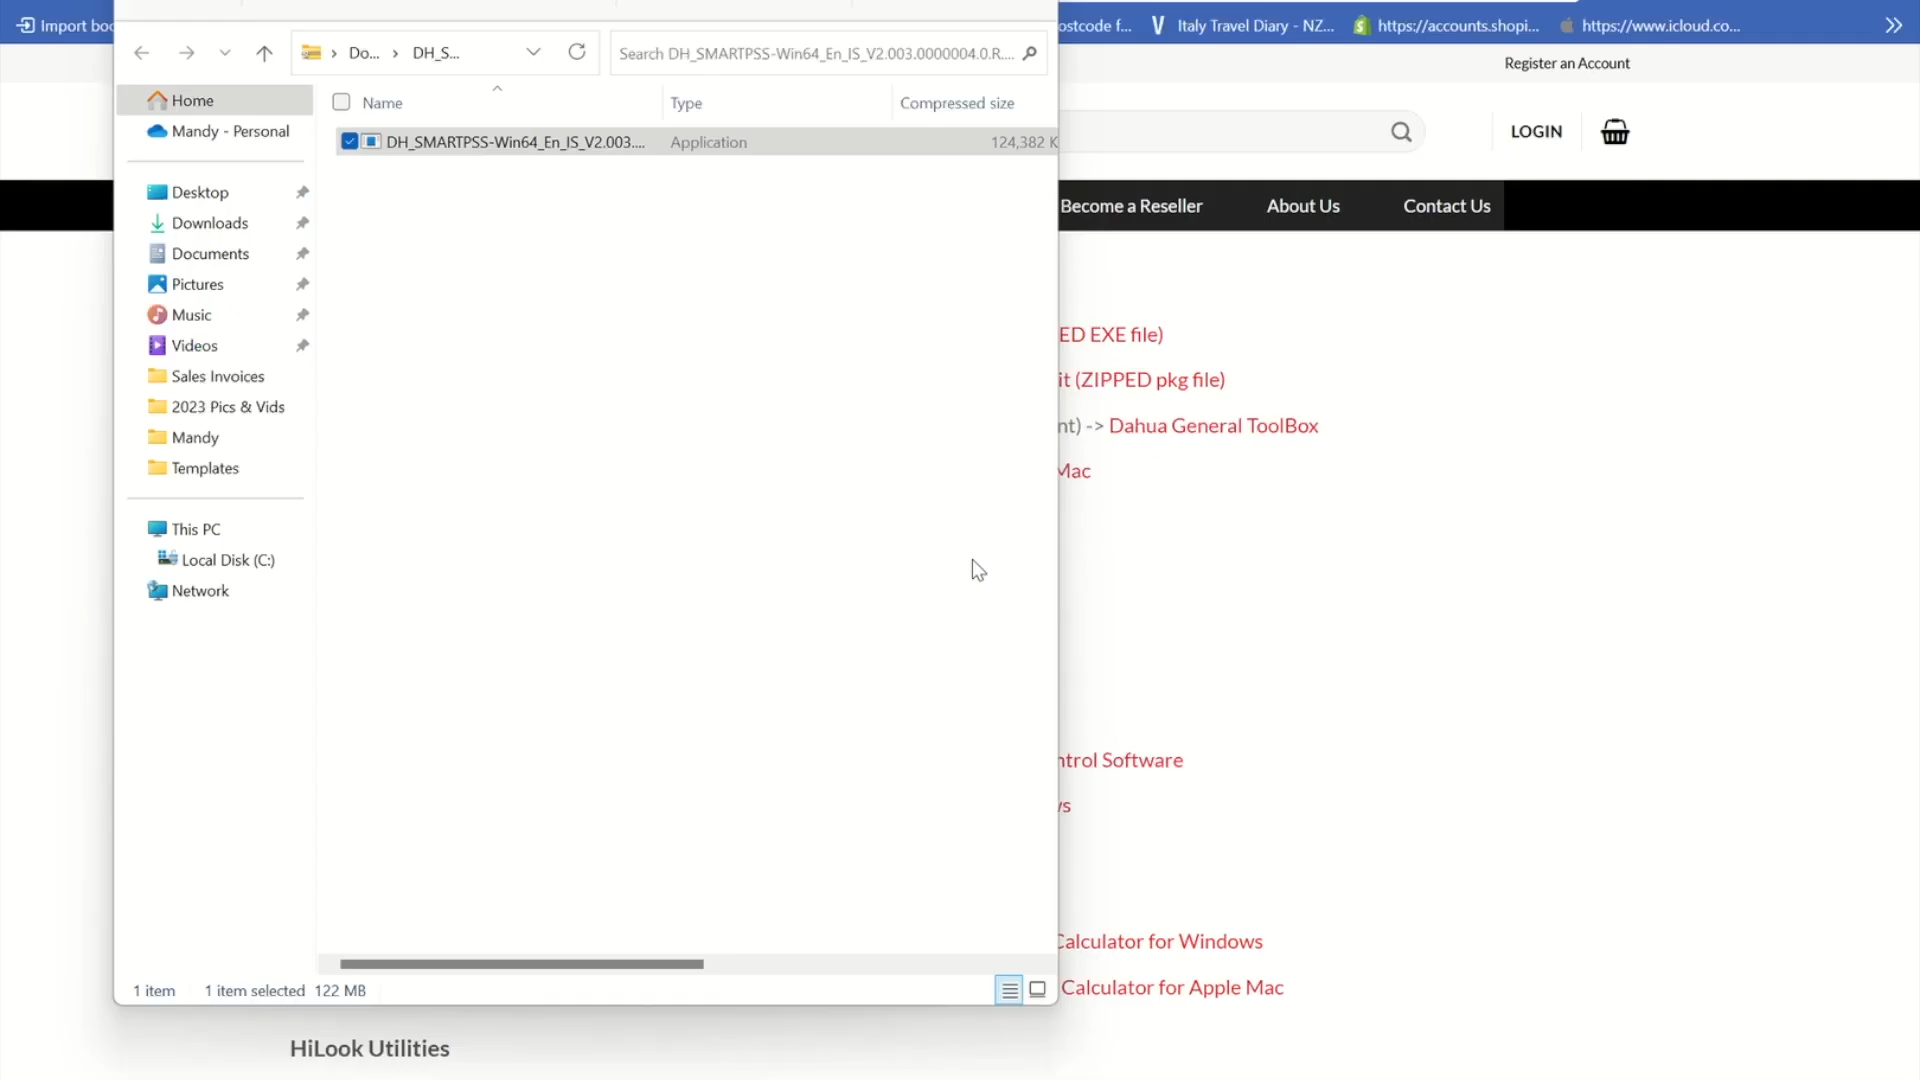 Import boo
ostcode f...
Italy Travel Diary - NZ...
https://accounts.shopi...
https://www.icloud.co...
Do...
DH_S...
Search DH_SMARTPSS-Win64_En_IS_V2.003.0000004.0.R....
Register an Account
Home
Name
Type
Compressed size
Mandy - Personal
LOGIN
DH_SMARTPSS-Win64_En_IS_V2.003....
Application
124,382 K
Desktop
Become a Reseller
About Us
Contact Us
Downloads
Documents
Pictures
Music
ED EXE file)
Videos
Sales Invoices
it (ZIPPED pkg file)
2023 Pics & Vids
nt) -> Dahua General ToolBox
Mandy
Templates
Mac
This PC
Local Disk (C:)
Network
ntrol Software
ws
Calculator for Windows
1 item
1 item selected
122 MB
Calculator for Apple Mac
HiLook Utilities